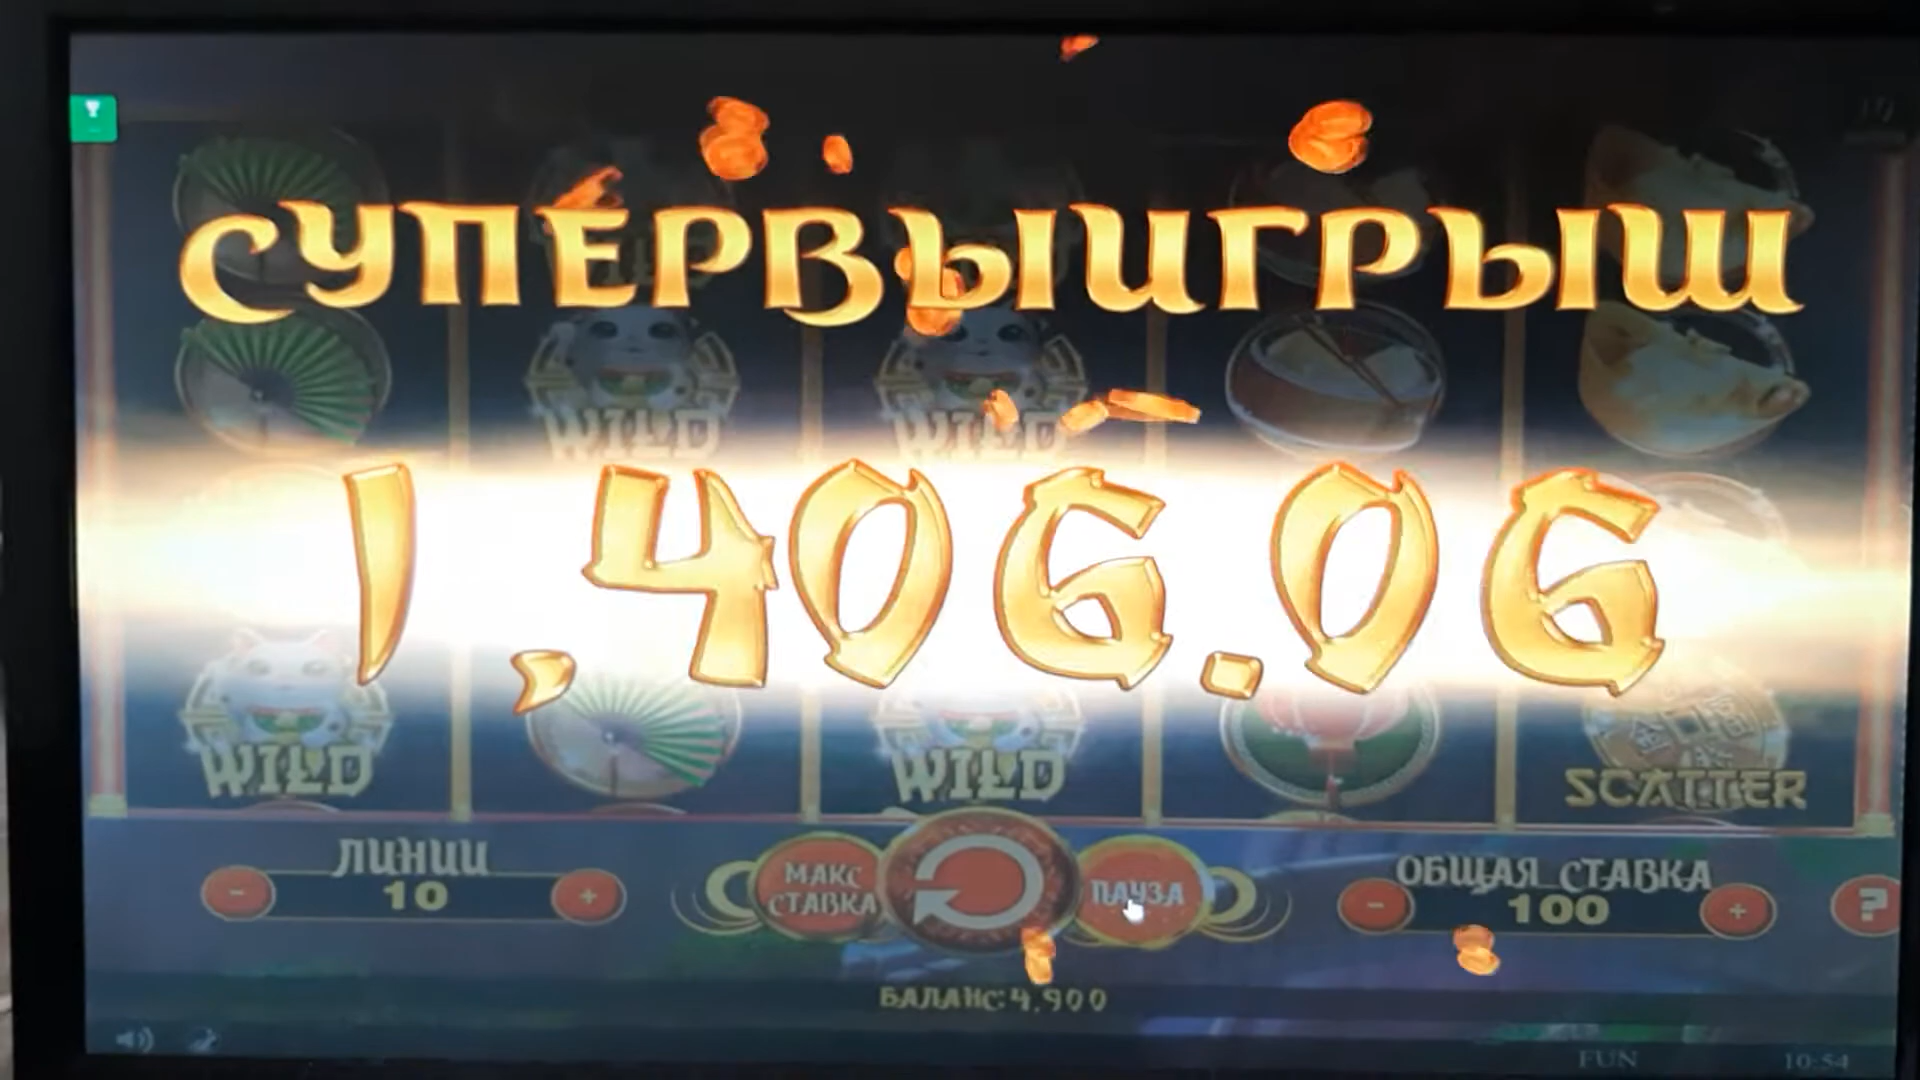 СУПЕРВЫИГРЫШ
WILD WILD
1,406.06
WILD WILD SCATTER
ЛИНИИ
- 10 +
МАКС СТАВКА
ПАУЗА
ОБЩАЯ СТАВКА
- 100 +
?
БАЛАНС: 4,900
FUN 10:54